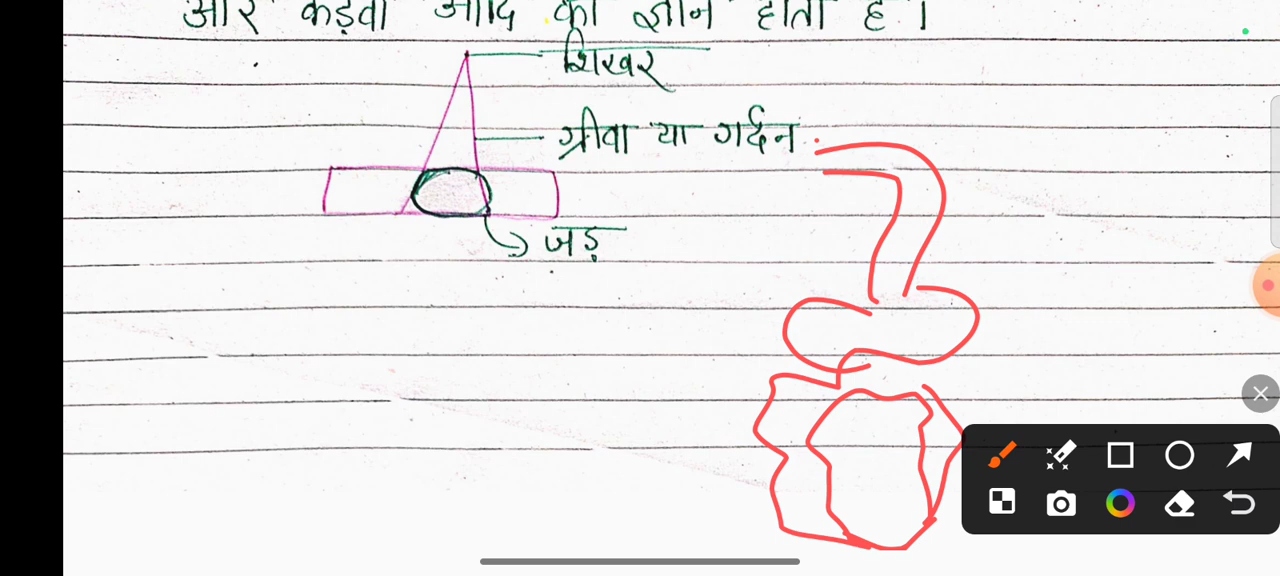 और कड़वा आदि का ज्ञान होता है।
शिखर
ग्रीवा या गर्दन
जड़